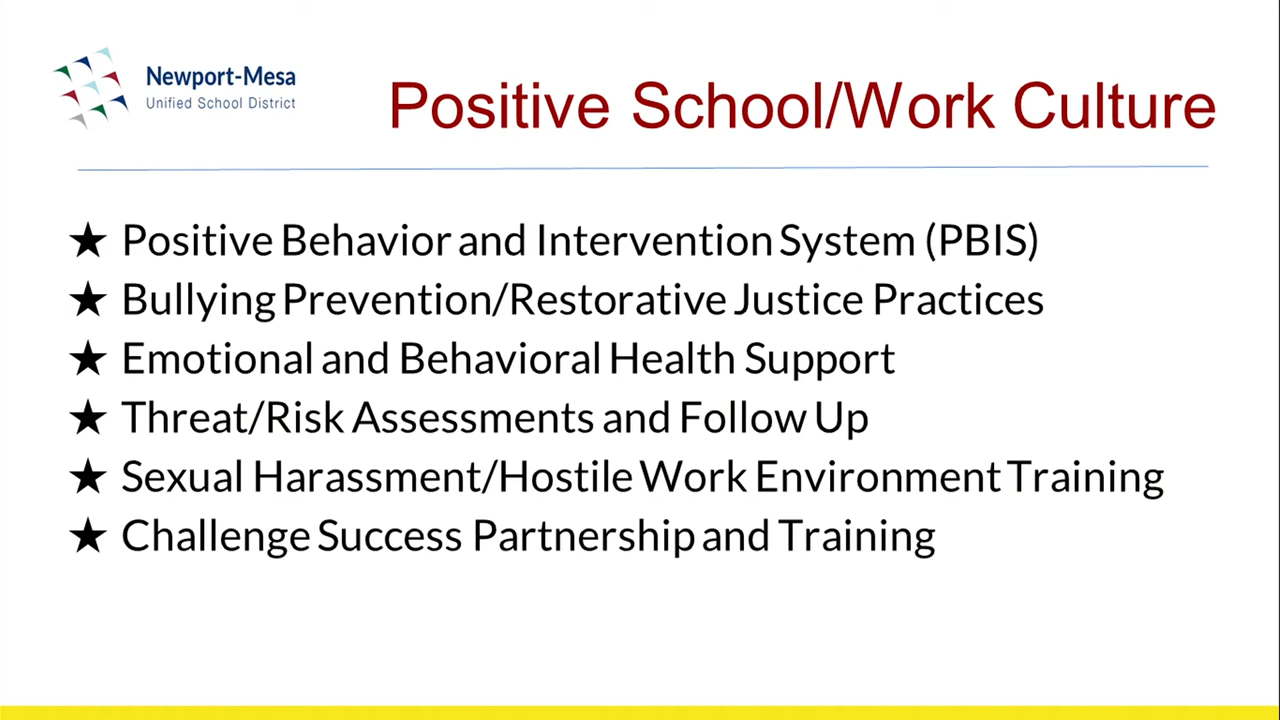 Newport-Mesa
Unified School District
Positive School/Work Culture
★ Positive Behavior and Intervention System (PBIS)
★ Bullying Prevention/Restorative Justice Practices
★ Emotional and Behavioral Health Support
★ Threat/Risk Assessments and Follow Up
★ Sexual Harassment/Hostile Work Environment Training
★ Challenge Success Partnership and Training